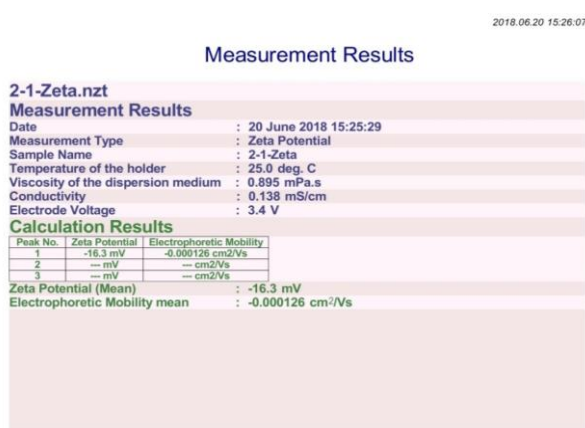 2018.06.20 15:26:07
Measurement Results
2-1-Zeta.nzt
Measurement Results
Date : 20 June 2018 15:25:29
Measurement Type : Zeta Potential
Sample Name : 2-1-Zeta
Temperature of the holder : 25.0 deg. C
Viscosity of the dispersion medium : 0.895 mPa.s
Conductivity : 0.138 mS/cm
Electrode Voltage : 3.4 V
Calculation Results
Peak No. Zeta Potential Electrophoretic Mobility
1 -16.3 mV -0.000126 cm2/Vs
2 --- mV --- cm2/Vs
3 --- mV --- cm2/Vs
Zeta Potential (Mean) : -16.3 mV
Electrophoretic Mobility mean : -0.000126 cm²/Vs